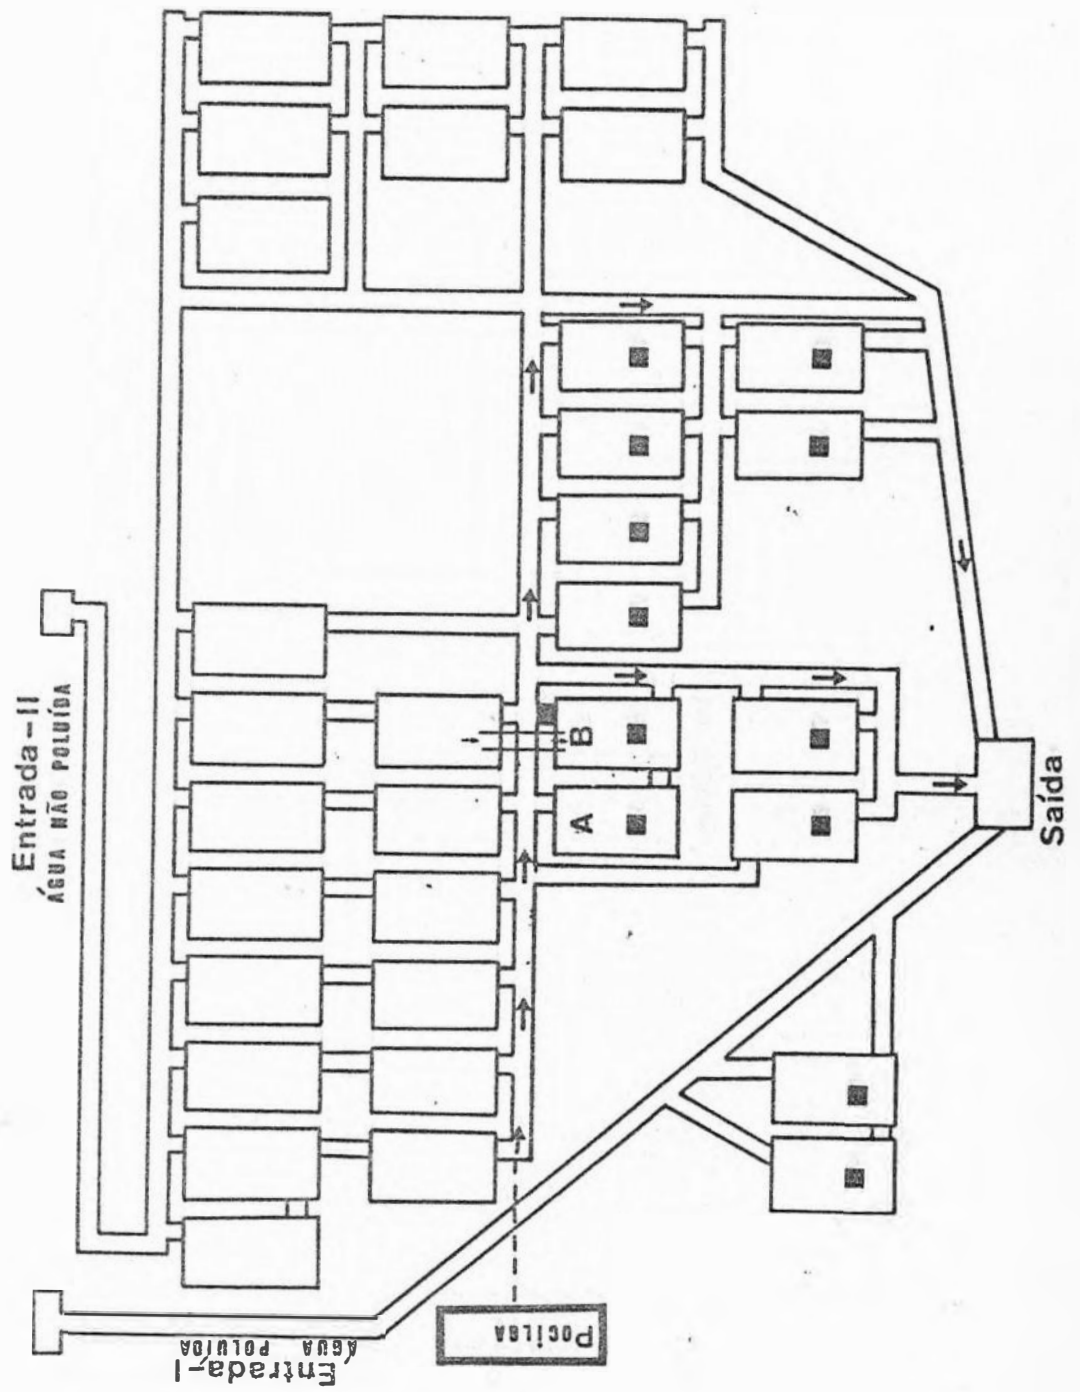 Entrada-II
ÁGUA NÃO POLUÍDA
B
A
Saída
Entrada-I
ÁGUA POLUÍDA
POCILGA